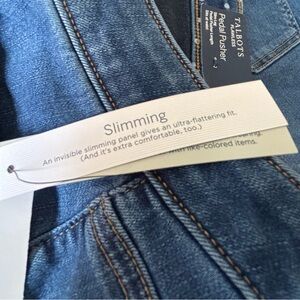 TALBOTS
FLAWLESS
Pedal Pusher
Slimming
An invisible slimming panel gives an ultra-flattering fit.
(And it's extra comfortable, too.)
with like-colored items.